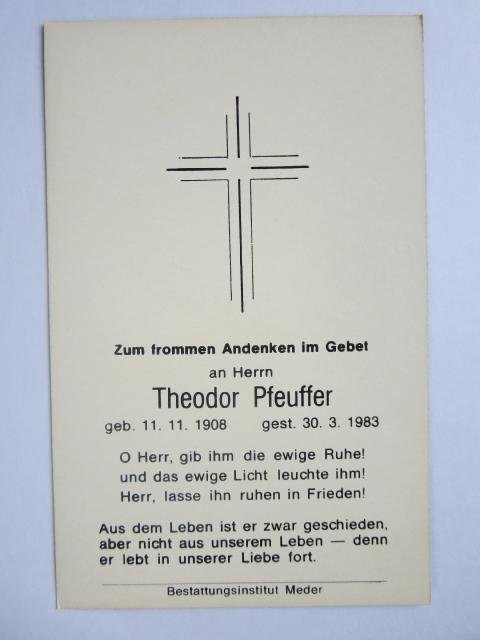 Zum frommen Andenken im Gebet
an Herrn
Theodor Pfeuffer
geb. 11. 11. 1908 gest. 30. 3. 1983
O Herr, gib ihm die ewige Ruhe!
und das ewige Licht leuchte ihm!
Herr, lasse ihn ruhen in Frieden!
Aus dem Leben ist er zwar geschieden,
aber nicht aus unserem Leben — denn
er lebt in unserer Liebe fort.
Bestattungsinstitut Meder